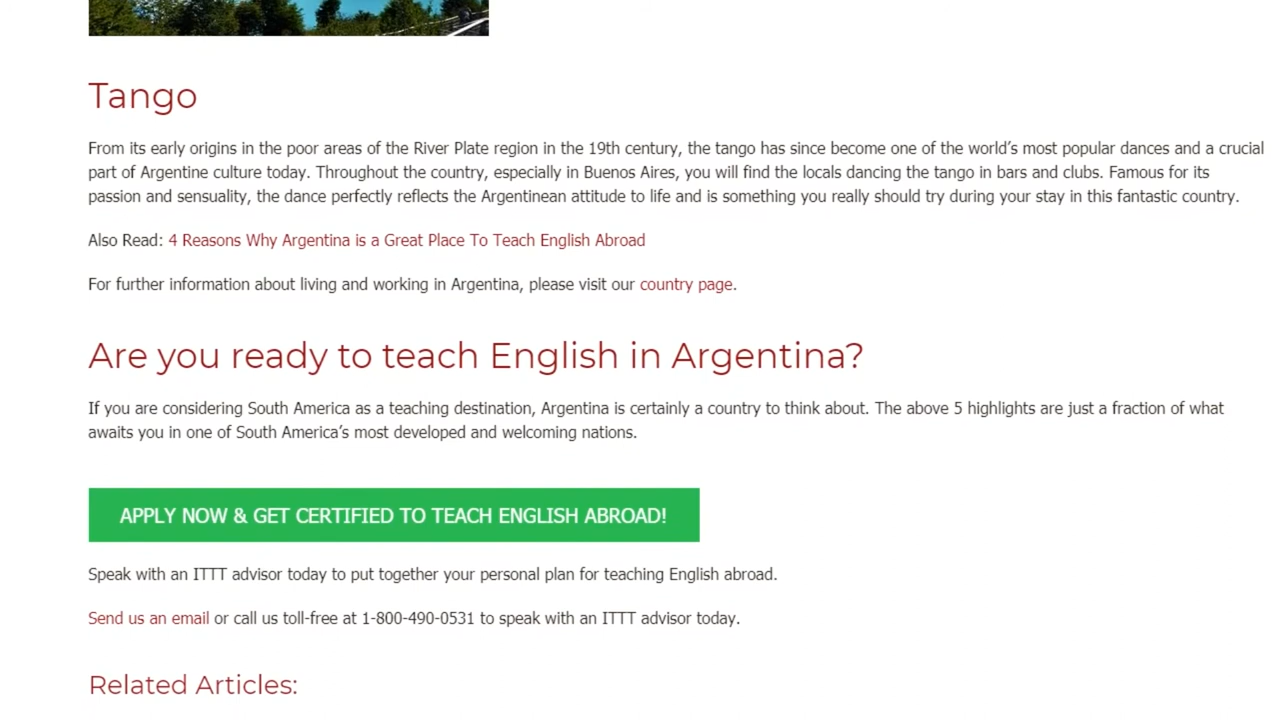 Tango
From its early origins in the poor areas of the River Plate region in the 19th century, the tango has since become one of the world’s most popular dances and a crucial
part of Argentine culture today. Throughout the country, especially in Buenos Aires, you will find the locals dancing the tango in bars and clubs. Famous for its
passion and sensuality, the dance perfectly reflects the Argentinean attitude to life and is something you really should try during your stay in this fantastic country.
Also Read: 4 Reasons Why Argentina is a Great Place To Teach English Abroad
For further information about living and working in Argentina, please visit our country page.
Are you ready to teach English in Argentina?
If you are considering South America as a teaching destination, Argentina is certainly a country to think about. The above 5 highlights are just a fraction of what
awaits you in one of South America’s most developed and welcoming nations.
APPLY NOW & GET CERTIFIED TO TEACH ENGLISH ABROAD!
Speak with an ITTT advisor today to put together your personal plan for teaching English abroad.
Send us an email or call us toll-free at 1-800-490-0531 to speak with an ITTT advisor today.
Related Articles: